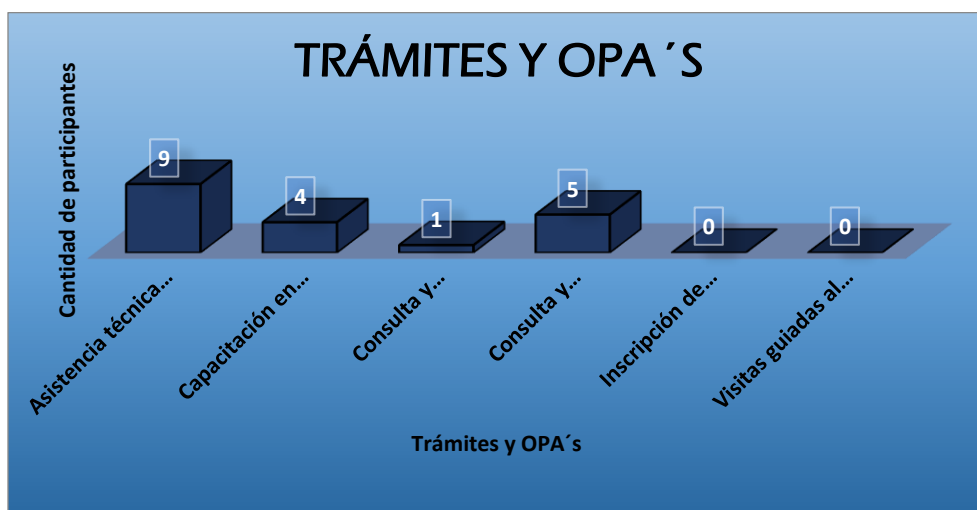 TRÁMITES Y OPA´S
Cantidad de participantes
9
4
1
5
0
0
Asistencia técnica...
Capacitación en...
Consulta y...
Consulta y...
Inscripción de...
Visitas guiadas al...
Trámites y OPA´s